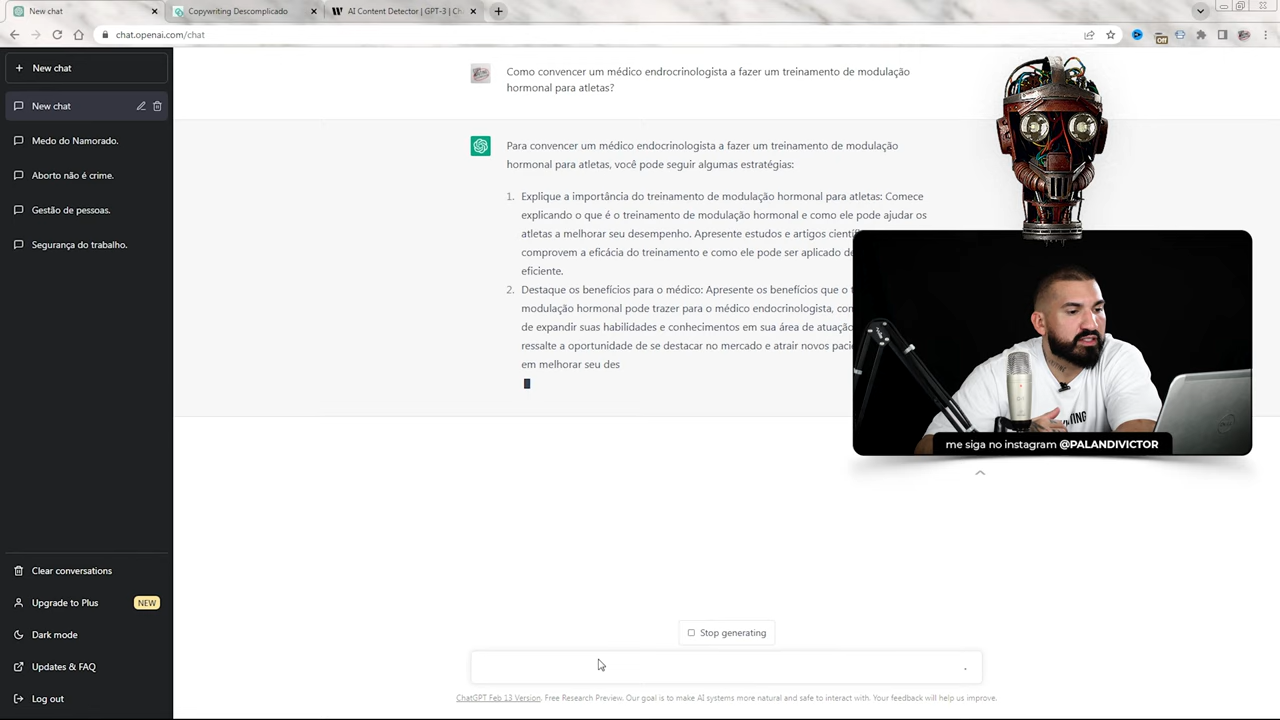 New chat
Copywriting Descomplicado
AI Content Detector | GPT-3 | Ch
chat.openai.com/chat
Off
New chat
New chat
Medo do Namorado.
Aborto não é crime.
Gestão de pessoas.
Segurança do trabalho.
Clear conversations
Upgrade to Plus
NEW
Dark mode
Updates & FAQ
Log out
Como convencer um médico endrocrinologista a fazer um treinamento de modulação
hormonal para atletas?
Para convencer um médico endocrinologista a fazer um treinamento de modulação
hormonal para atletas, você pode seguir algumas estratégias:
1. Explique a importância do treinamento de modulação hormonal para atletas: Comece
explicando o que é o treinamento de modulação hormonal e como ele pode ajudar os
atletas a melhorar seu desempenho. Apresente estudos e artigos científ
comprovem a eficácia do treinamento e como ele pode ser aplicado de
eficiente.
2. Destaque os benefícios para o médico: Apresente os benefícios que o
modulação hormonal pode trazer para o médico endocrinologista,
de expandir suas habilidades e conhecimentos em sua área de atuação
ressalte a oportunidade de se destacar no mercado e atrair novos
em melhorar seu des
me siga no instagram @PALANDIVICTOR
Stop generating
ChatGPT Feb 13 Version. Free Research Preview. Our goal is to make AI systems more natural and safe to interact with. Your feedback will help us improve.